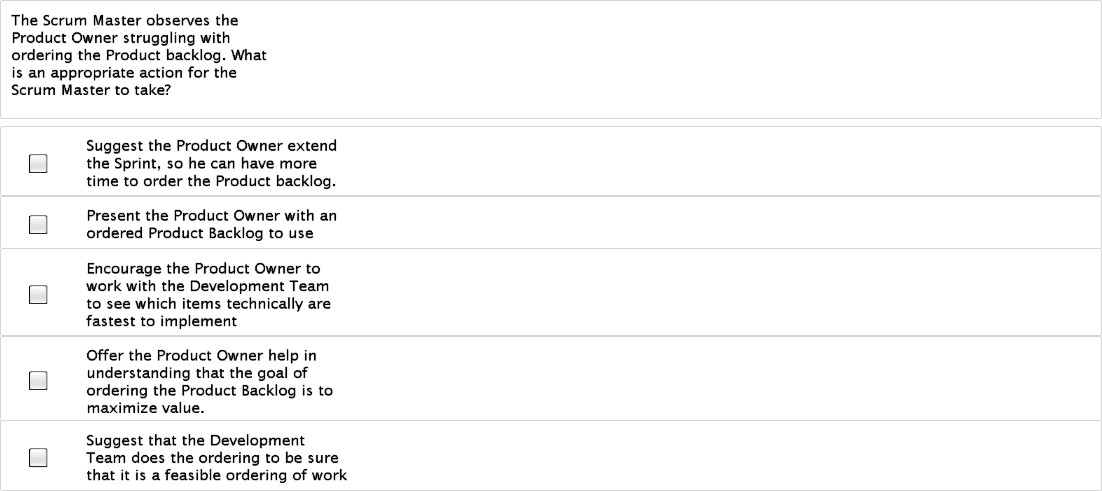 The Scrum Master observes the
Product Owner struggling with
ordering the Product backlog. What
is an appropriate action for the
Scrum Master to take?
Suggest the Product Owner extend
the Sprint, so he can have more
time to order the Product backlog.
Present the Product Owner with an
ordered Product Backlog to use
Encourage the Product Owner to
work with the Development Team
to see which items technically are
fastest to implement
Offer the Product Owner help in
understanding that the goal of
ordering the Product Backlog is to
maximize value.
Suggest that the Development
Team does the ordering to be sure
that it is a feasible ordering of work